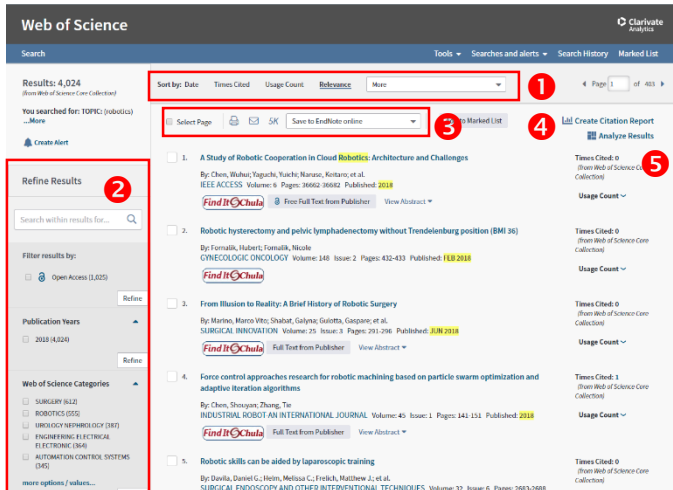 Web of Science
Clarivate
Analytics
Search
Tools
Searches and alerts
Search History
Marked List
Results: 4,024
(from Web of Science Core Collection)
You searched for: TOPIC: (robotics)
...More
Create Alert
Sort by: Date Times Cited Usage Count Relevance More
1
Page 1 of 403
Select Page 5K Save to EndNote online
3
to Marked List
4
Create Citation Report
Analyze Results
2
Refine Results
Search within results for...
Filter results by:
Open Access (1,025)
Refine
Publication Years
2018 (4,024)
Refine
Web of Science Categories
SURGERY (612)
ROBOTICS (555)
UROLOGY NEPHROLOGY (387)
ENGINEERING ELECTRICAL
ELECTRONIC (364)
AUTOMATION CONTROL SYSTEMS
(345)
more options / values...
1. A Study of Robotic Cooperation in Cloud Robotics: Architecture and Challenges
By: Chen, Wuhui; Yaguchi, Yuichi; Naruse, Keitaro; et al.
IEEE ACCESS Volume: 6 Pages: 36662-36682 Published: 2018
Find It@Chula Free Full Text from Publisher View Abstract
Times Cited: 0
5
(from Web of Science Core
Collection)
Usage Count
2. Robotic hysterectomy and pelvic lymphadenectomy without Trendelenburg position (BMI 36)
By: Fornalik, Hubert; Fornalik, Nicole
GYNECOLOGIC ONCOLOGY Volume: 148 Issue: 2 Pages: 432-433 Published: FEB 2018
Find It@Chula
Times Cited: 0
(from Web of Science Core
Collection)
Usage Count
3. From Illusion to Reality: A Brief History of Robotic Surgery
By: Marino, Marco Vito; Shabat, Galyna; Gulotta, Gaspare; et al.
SURGICAL INNOVATION Volume: 25 Issue: 3 Pages: 291-296 Published: JUN 2018
Find It@Chula Full Text from Publisher View Abstract
Times Cited: 0
(from Web of Science Core
Collection)
Usage Count
4. Force control approaches research for robotic machining based on particle swarm optimization and
adaptive iteration algorithms
By: Chen, Shouyan; Zhang, Tie
INDUSTRIAL ROBOT-AN INTERNATIONAL JOURNAL Volume: 45 Issue: 1 Pages: 141-151 Published: 2018
Find It@Chula Full Text from Publisher View Abstract
Times Cited: 1
(from Web of Science Core
Collection)
Usage Count
5. Robotic skills can be aided by laparoscopic training
By: Davila, Daniel G.; Helm, Melissa C.; Frelich, Matthew J.; et al.
SURGICAL ENDOSCOPY AND OTHER INTERVENTIONAL TECHNIQUES Volume: 32 Issue: 6 Pages: 2683-2688
Times Cited: 0
(from Web of Science Core
Collection)